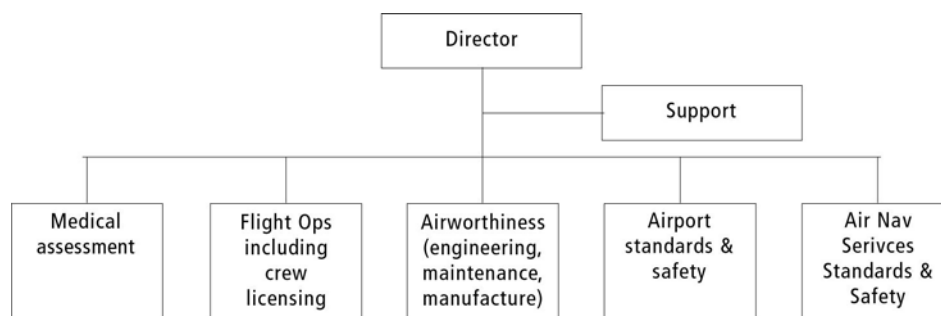 Director
Support
Medical
assessment
Flight Ops
including
crew
licensing
Airworthiness
(engineering,
maintenance,
manufacture)
Airport
standards &
safety
Air Nav
Serivces
Standards &
Safety